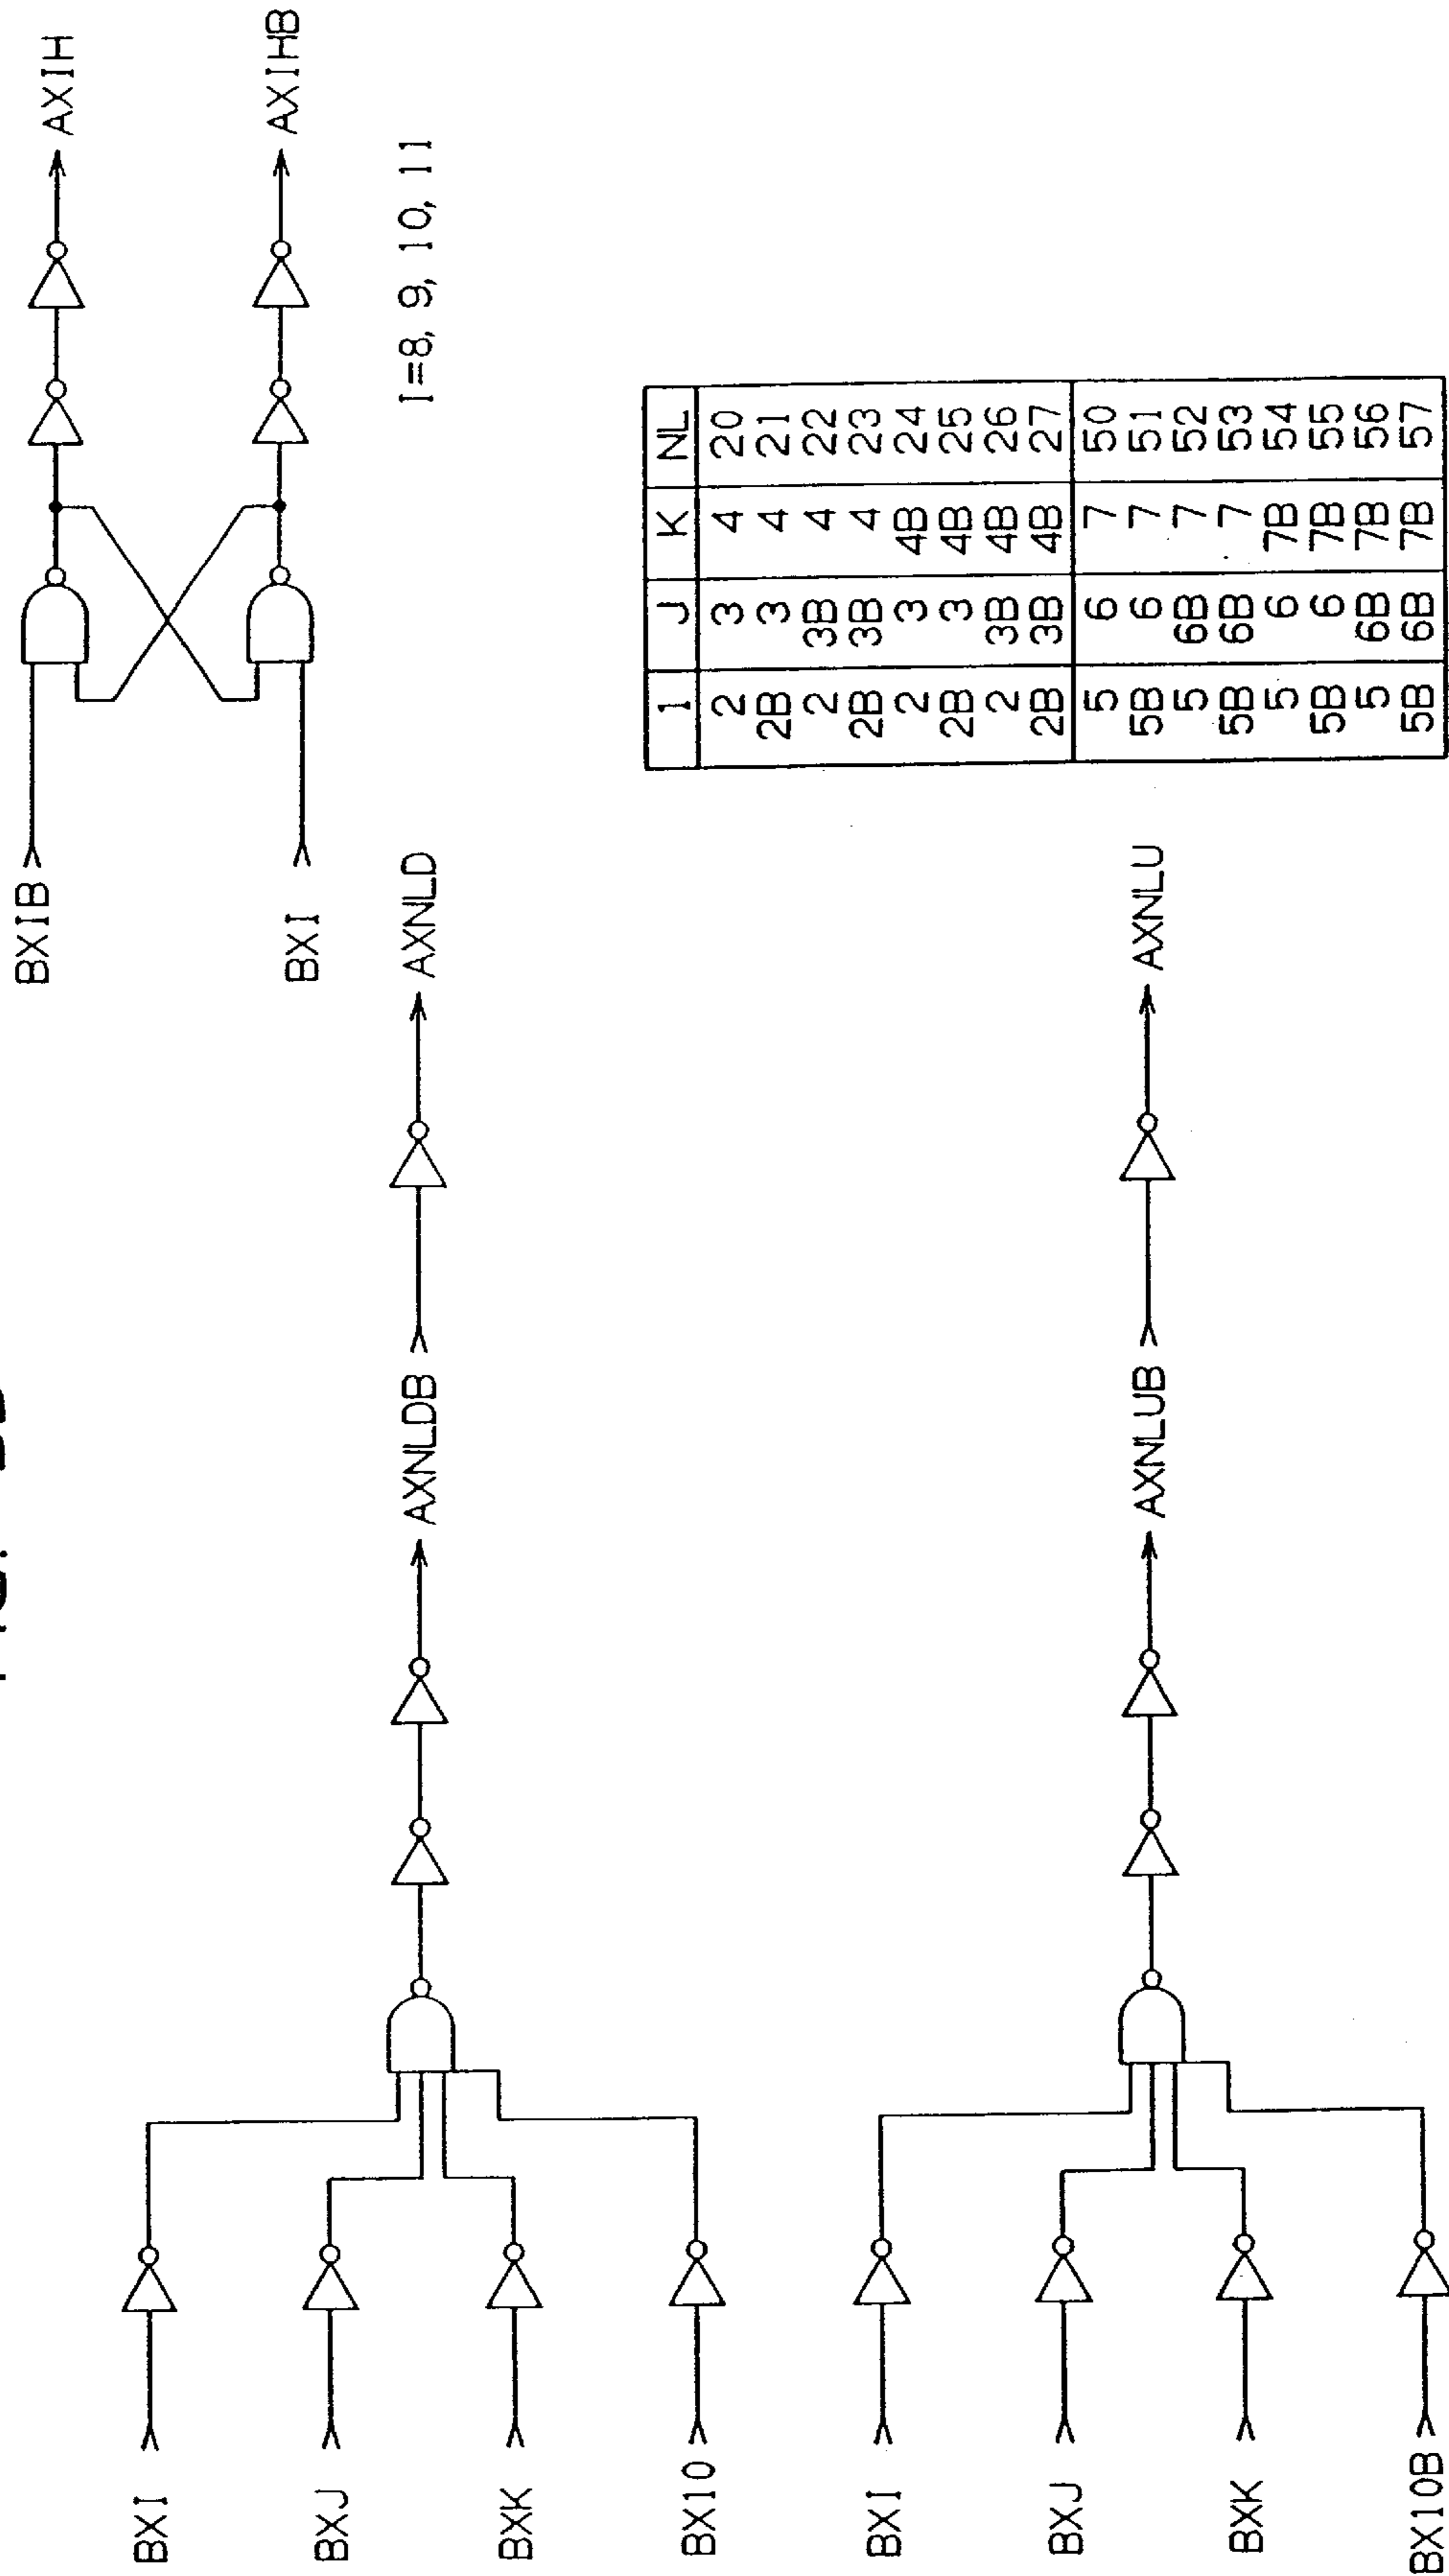 BXI
BXJ
BXK
BX10
AXNLDB
AXNLD
BXI
BXJ
BXK
BX10B
AXNLUB
AXNLU
BXIB
BXI
AXIH
AXIHB
I=8, 9, 10, 11
I J K NL
2 3 4 20
2B 3 4 21
2 3B 4 22
2B 3B 4 23
2 3 4B 24
2B 3 4B 25
2 3B 4B 26
2B 3B 4B 27
5 6 7 50
5B 6 7 51
5 6B 7 52
5B 6B 7 53
5 6 7B 54
5B 6 7B 55
5 6B 7B 56
5B 6B 7B 57